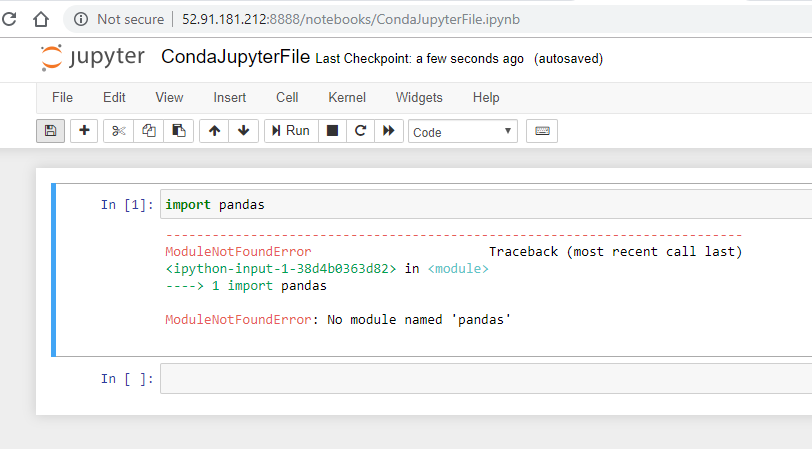 Not secure | 52.91.181.212:8888/notebooks/CondaJupyterFile.ipynb
jupyter CondaJupyterFile Last Checkpoint: a few seconds ago (autosaved)
File Edit View Insert Cell Kernel Widgets Help
Run Code
In [1]: import pandas
---------------------------------------------------------------------------
ModuleNotFoundError Traceback (most recent call last)
<ipython-input-1-38d4b0363d82> in <module>
----> 1 import pandas
ModuleNotFoundError: No module named 'pandas'
In [ ]: